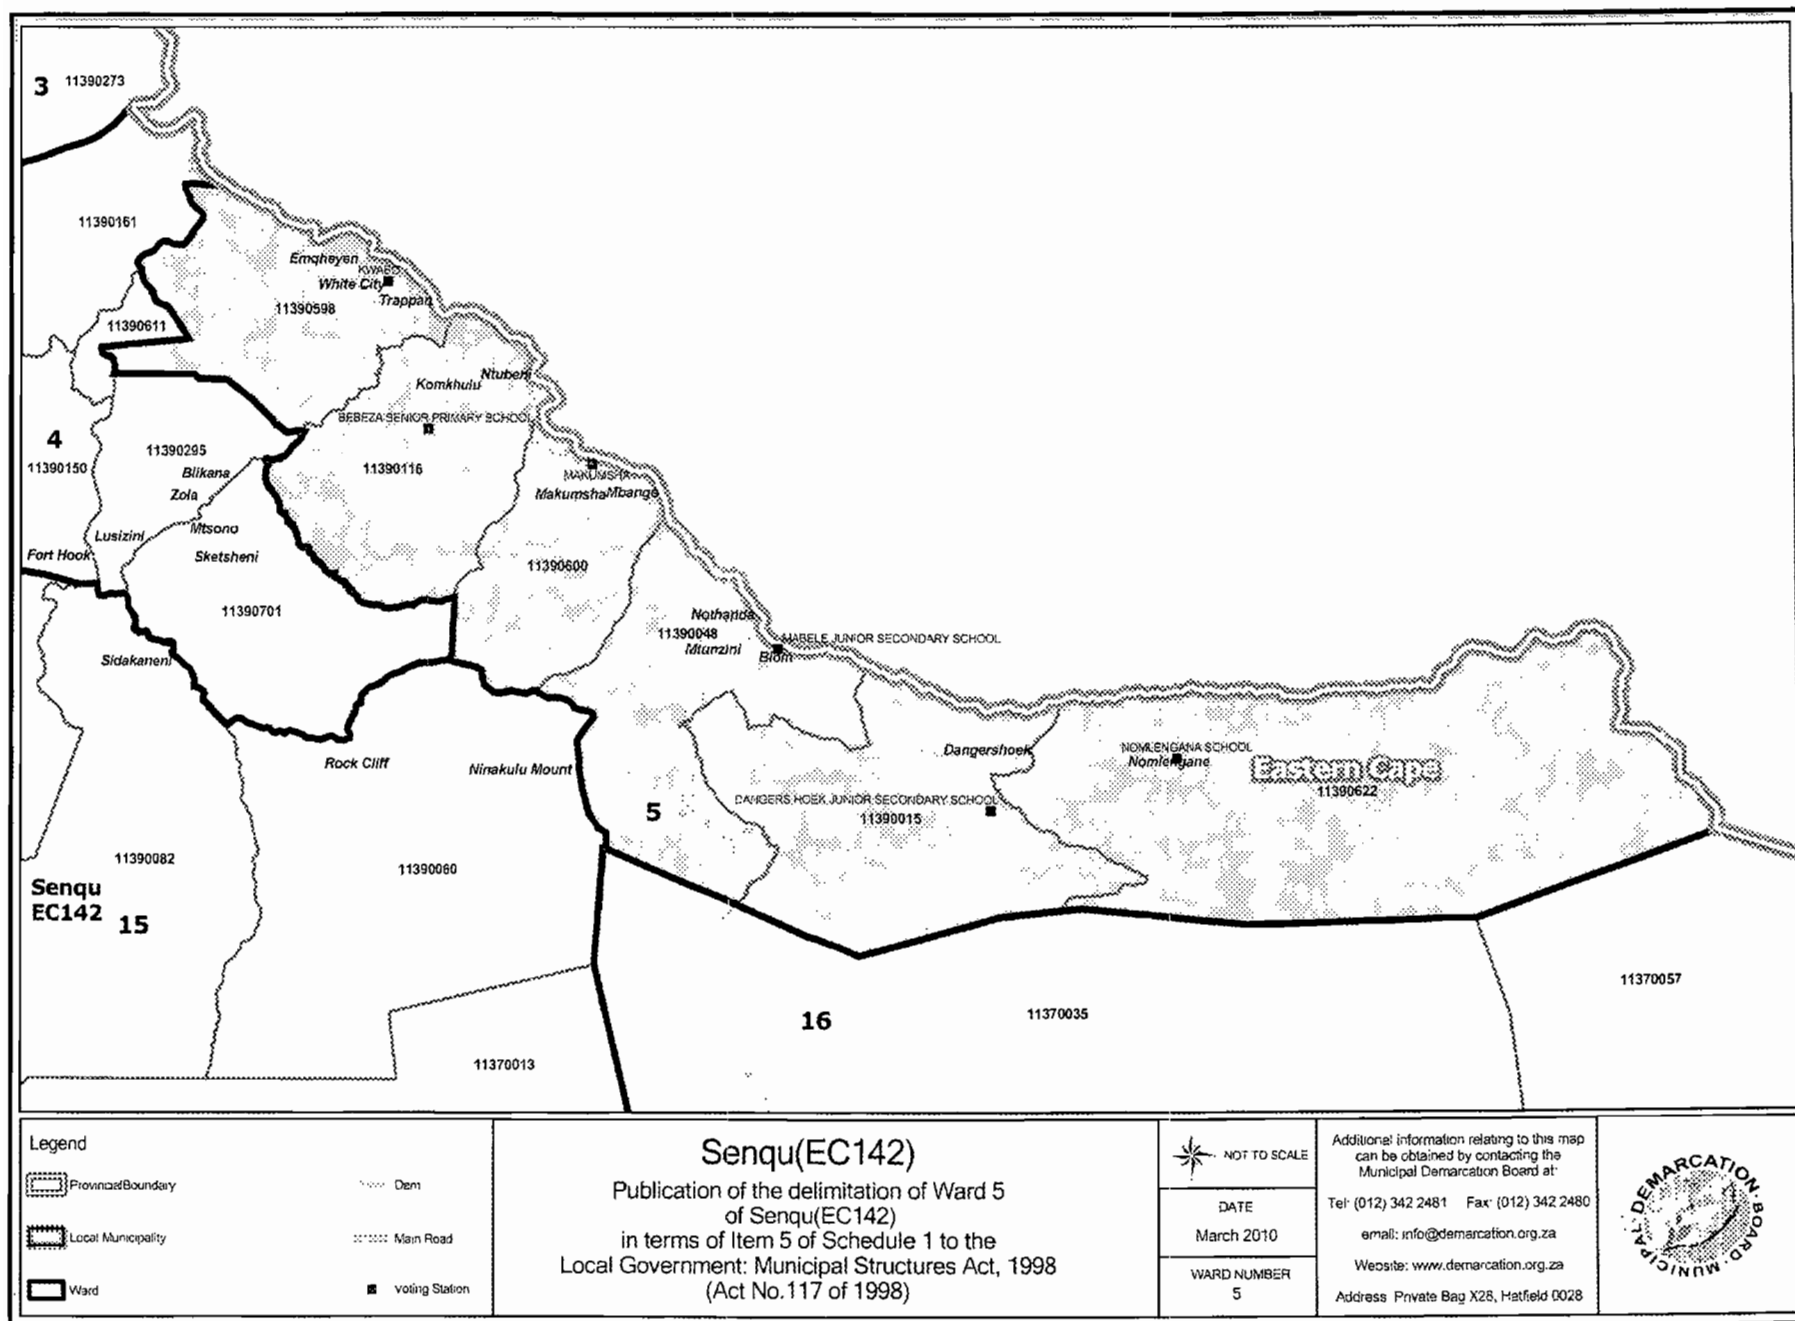 3 11390273
11390161
Emqheyen
White City
Trappan
11390598
11390611
Ntubeni
Komkhulu
BEBEZA SENIOR PRIMARY SCHOOL
4
11390150
11390295
Blikana
Zola
11390116
MAKUMSHA
Makumsha Mbange
Mtsono
Lusizini
Fort Hook
Sketsheni
11390600
11390701
Nothanda
11390048
Mtunzini
Blom
MABELE JUNIOR SECONDARY SCHOOL
Sidakaneni
Rock Cliff
Ninakulu Mount
Dangershoek
NOMLENGANA SCHOOL
Nomlengane
Eastern Cape
11390622
DANGERS HOEK JUNIOR SECONDARY SCHOOL
11390015
5
11390082
11390060
Senqu
EC142
15
16
11370035
11370057
11370013
Legend
Provincial Boundary
Local Municipality
Ward
Dam
Main Road
Voting Station
Senqu(EC142)
Publication of the delimitation of Ward 5
of Senqu(EC142)
in terms of Item 5 of Schedule 1 to the
Local Government: Municipal Structures Act, 1998
(Act No.117 of 1998)
NOT TO SCALE
DATE
March 2010
WARD NUMBER
5
Additional information relating to this map
can be obtained by contacting the
Municipal Demarcation Board at:
Tel: (012) 342 2481 Fax: (012) 342 2480
email: info@demarcation.org.za
Website: www.demarcation.org.za
Address Private Bag X28, Hatfield 0028
MUNICIPAL DEMARCATION BOARD